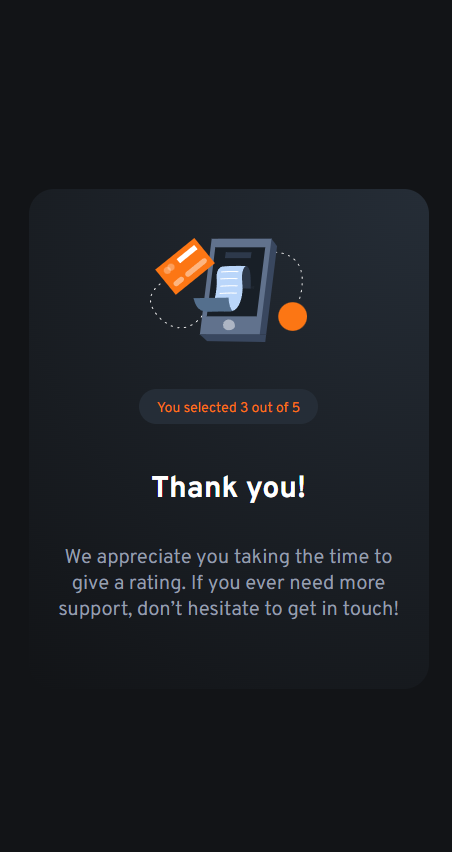 You selected 3 out of 5
Thank you!
We appreciate you taking the time to
give a rating. If you ever need more
support, don’t hesitate to get in touch!